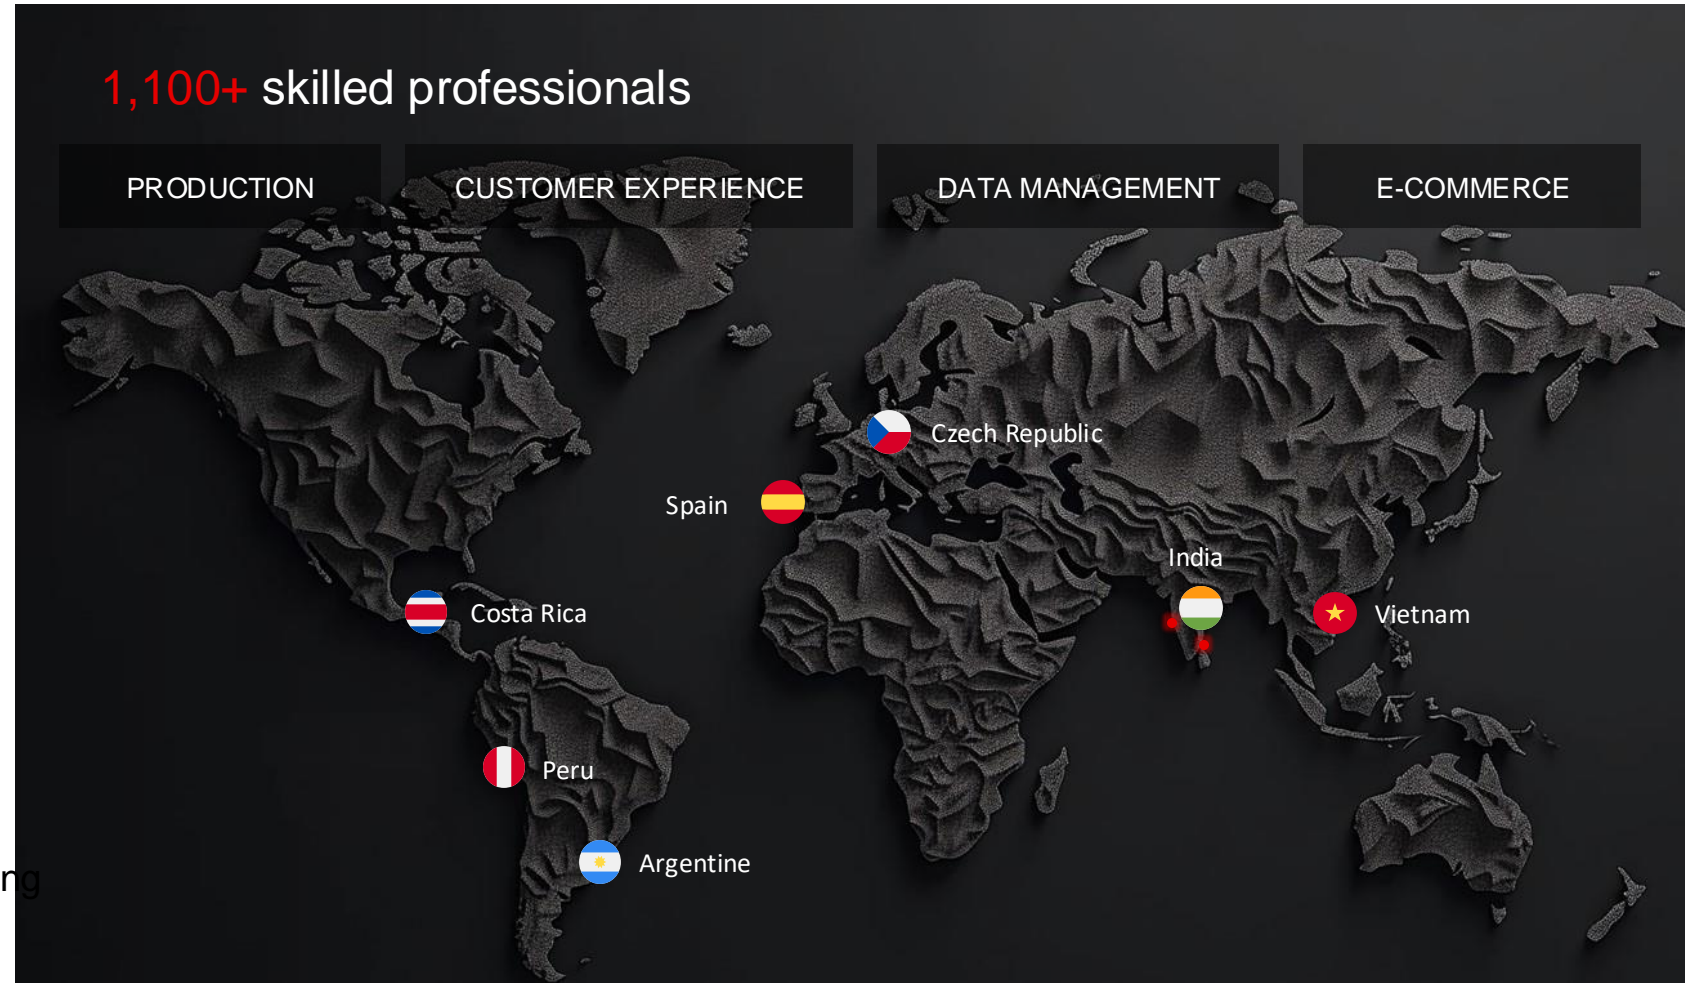 1,100+ skilled professionals
PRODUCTION
CUSTOMER EXPERIENCE
DATA MANAGEMENT
E-COMMERCE
Czech Republic
Spain
India
Costa Rica
Vietnam
Peru
Argentine
ng